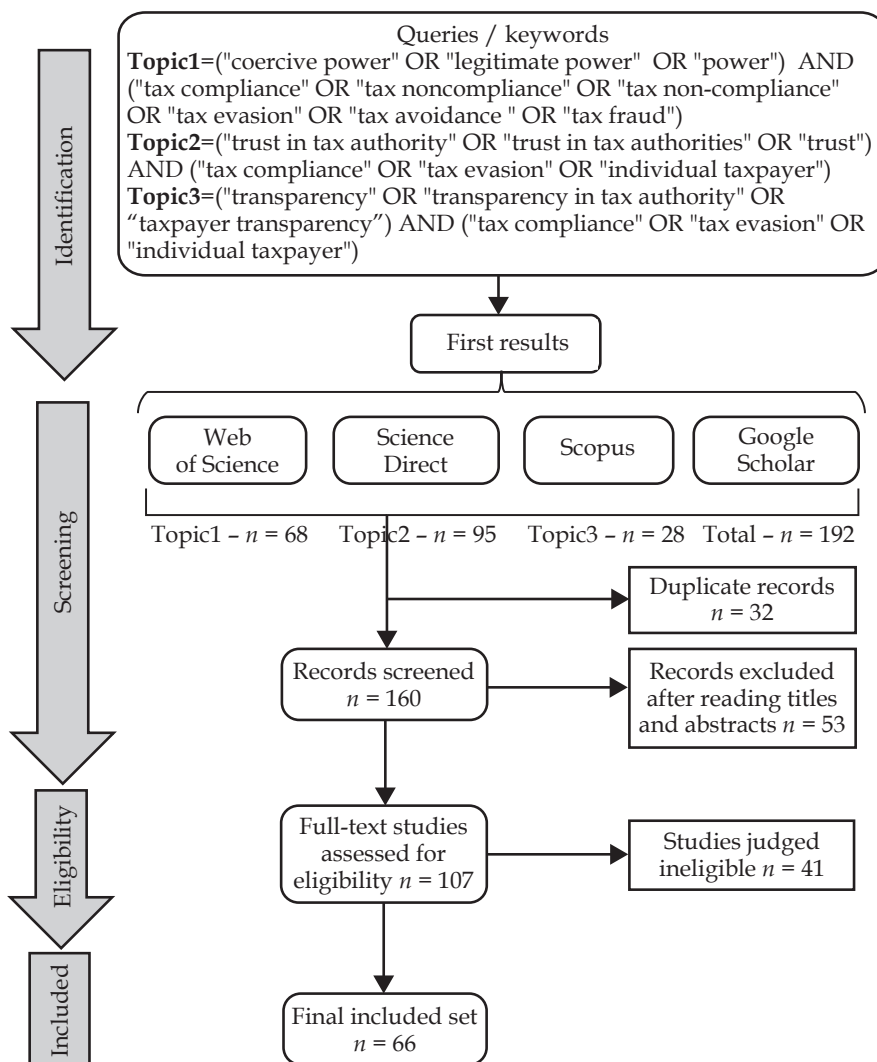 Queries / keywords
Topic1=("coercive power" OR "legitimate power" OR "power") AND
("tax compliance" OR "tax noncompliance" OR "tax non-compliance"
OR "tax evasion" OR "tax avoidance " OR "tax fraud")
Topic2=("trust in tax authority" OR "trust in tax authorities" OR "trust")
AND ("tax compliance" OR "tax evasion" OR "individual taxpayer")
Topic3=("transparency" OR "transparency in tax authority" OR
“taxpayer transparency”) AND ("tax compliance" OR "tax evasion" OR
"individual taxpayer")
Identification
First results
Screening
Web
of Science
Science
Direct
Scopus
Google
Scholar
Topic1 – n = 68 Topic2 – n = 95 Topic3 – n = 28 Total – n = 192
Duplicate records
n = 32
Records screened
n = 160
Records excluded
after reading titles
and abstracts n = 53
Eligibility
Full-text studies
assessed for
eligibility n = 107
Studies judged
ineligible n = 41
Included
Final included set
n = 66